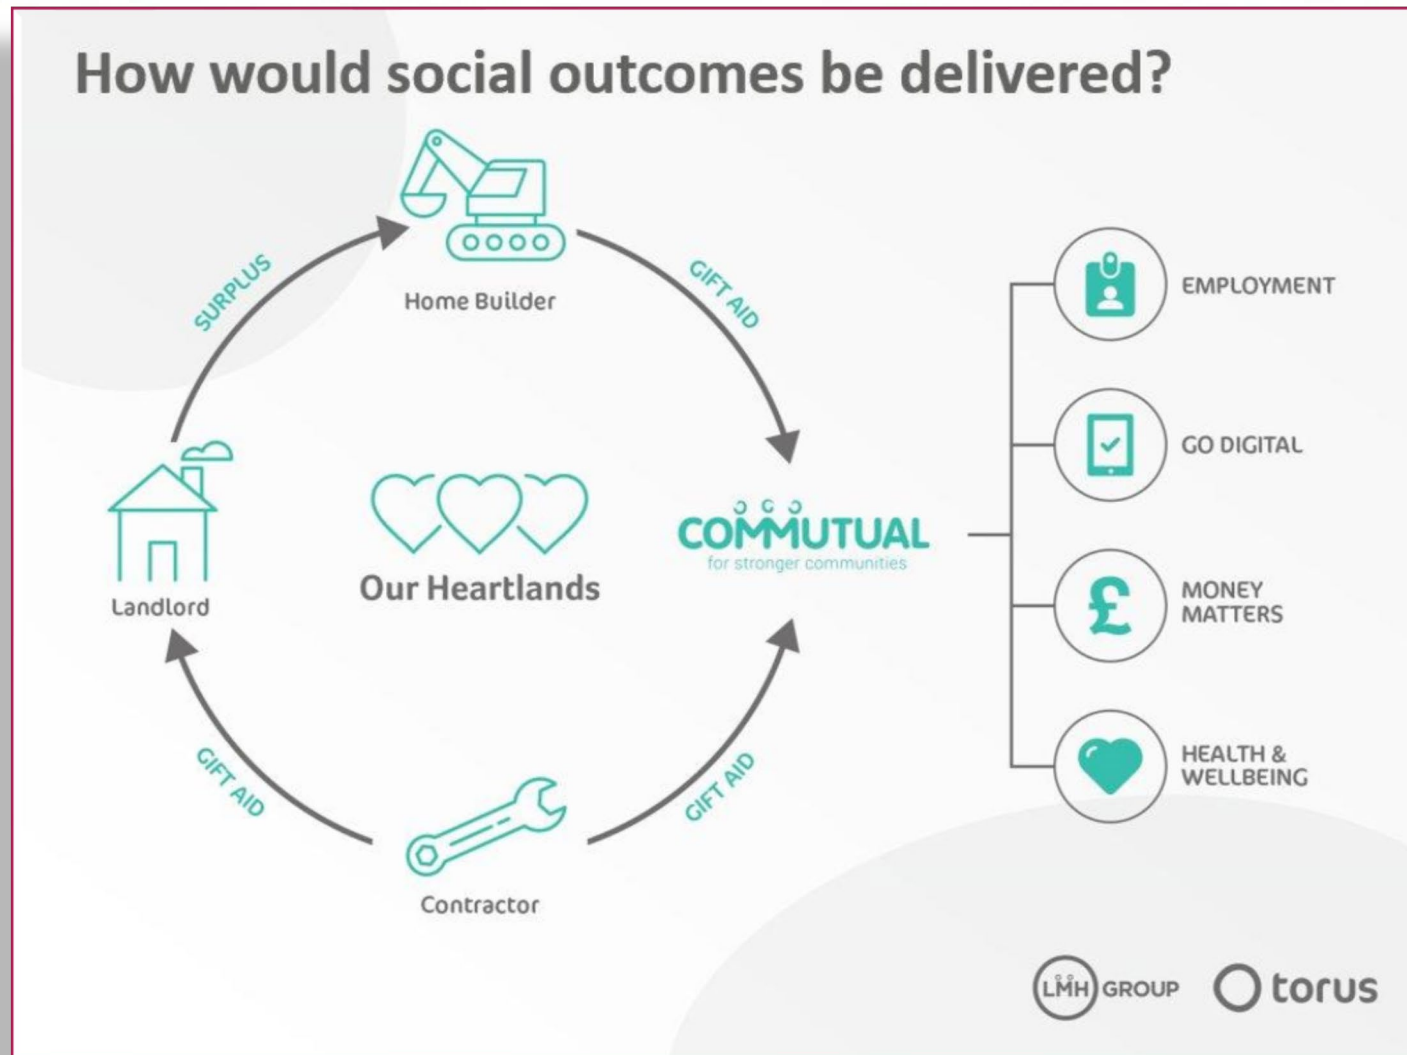 How would social outcomes be delivered?
SURPLUS
Home Builder
GIFT AID
Landlord
Our Heartlands
COMMUTUAL
for stronger communities
GIFT AID
Contractor
GIFT AID
EMPLOYMENT
GO DIGITAL
MONEY
MATTERS
HEALTH &
WELLBEING
LMH GROUP
torus